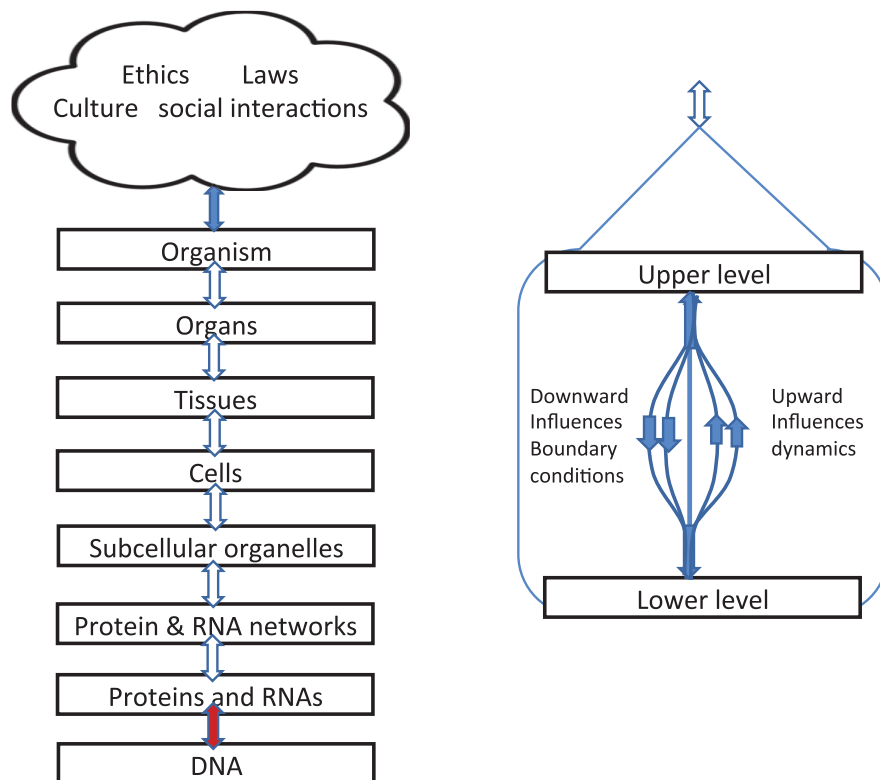 Ethics Laws
Culture social interactions
Organism
Organs
Tissues
Cells
Subcellular organelles
Protein & RNA networks
Proteins and RNAs
DNA
Upper level
Downward
Influences
Boundary
conditions
Upward
Influences
dynamics
Lower level